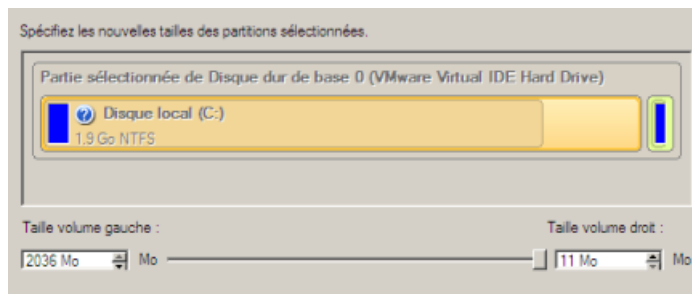 Spécifiez les nouvelles tailles des partitions sélectionnées.
Partie sélectionnée de Disque dur de base 0 (VMware Virtual IDE Hard Drive)
Disque local (C:)
1.9 Go NTFS
Taille volume gauche : Taille volume droit :
2036 Mo Mo 11 Mo Mo